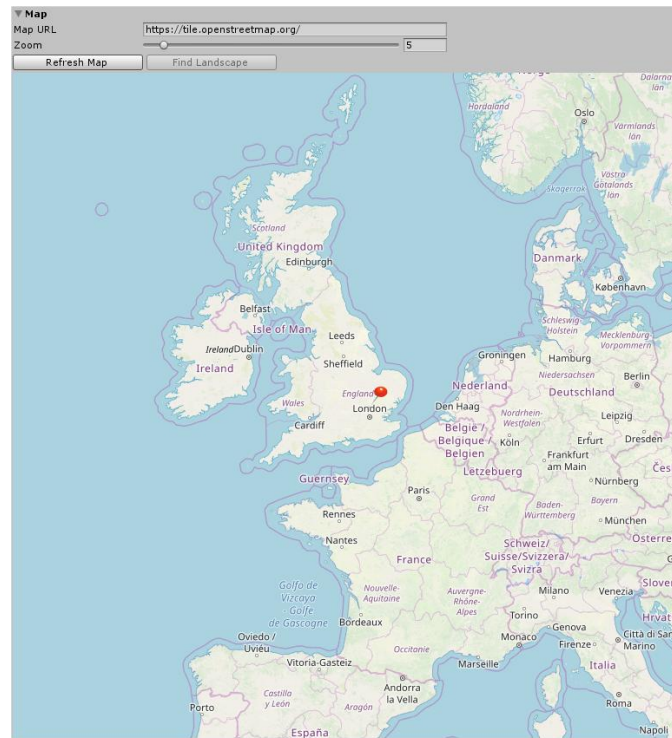 ▼ Map
Map URL https://tile.openstreetmap.org/
Zoom 5
Refresh Map Find Landscape
Norge
Dalarnas
län
Hordaland
Oslo
Värmlands
län
Västra
Götalands
län
Skagerrak
Scotland
United Kingdom
Edinburgh
Danmark
København
Belfast
Isle of Man
Schleswig-
Holstein
Mecklenburg-
Vorpommern
Leeds
Ireland Dublin
Sheffield
Groningen
Hamburg
Ireland
Niedersachsen
Berlin
Nederland
England
Wales
Deutschland
Den Haag
London
Nordrhein-
Westfalen
Leipzig
Cardiff
België /
Belgique /
Belgien
Köln
Erfurt
Dresden
Frankfurt
am Main
Lëtzebuerg
Guernsey
Nürnberg
Paris
Grand
Est
Baden-
Württemberg
Bayern
Rennes
München
Nantes
Schweiz/
Suisse/Svizzera/
Svizra
France
Golfo de
Vizcaya
- Golfe
de Gascogne
Nouvelle-
Aquitaine
Auvergne-
Rhône-
Alpes
Milano
Venezia
Torino
Bordeaux
Genova
Oviedo /
Uviéu
Occitanie
Monaco
Firenze
Città di San
Marino
Vitoria-Gasteiz
Marseille
Italia
Andorra
la Vella
Castilla
y León
Aragón
Porto
Roma
España
Napoli